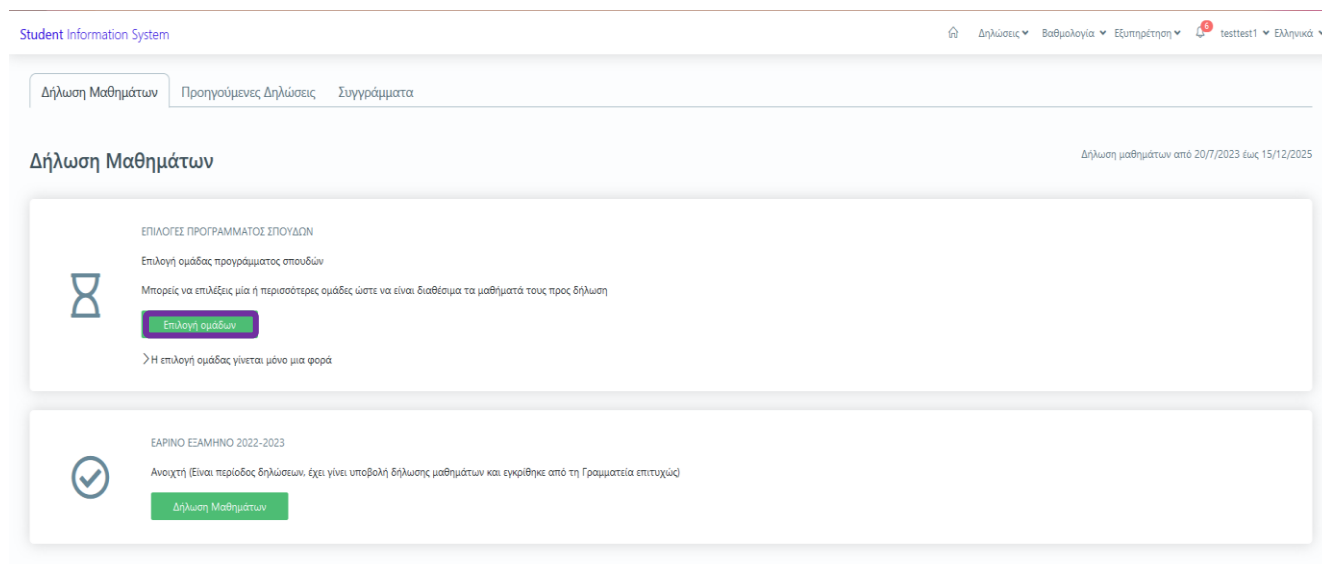 Student Information System
Δηλώσεις Βαθμολογία Εξυπηρέτηση 6 testtest1 Ελληνικά
Δήλωση Μαθημάτων Προηγούμενες Δηλώσεις Συγγράμματα
Δήλωση Μαθημάτων
Δήλωση μαθημάτων από 20/7/2023 έως 15/12/2025
ΕΠΙΛΟΓΕΣ ΠΡΟΓΡΑΜΜΑΤΟΣ ΣΠΟΥΔΩΝ
Επιλογή ομάδας προγράμματος σπουδών
Μπορείς να επιλέξεις μία ή περισσότερες ομάδες ώστε να είναι διαθέσιμα τα μαθήματά τους προς δήλωση
Επιλογή ομάδων
Η επιλογή ομάδας γίνεται μόνο μια φορά
ΕΑΡΙΝΟ ΕΞΑΜΗΝΟ 2022-2023
Ανοιχτή (Είναι περίοδος δηλώσεων, έχει γίνει υποβολή δήλωσης μαθημάτων και εγκρίθηκε από τη Γραμματεία επιτυχώς)
Δήλωση Μαθημάτων